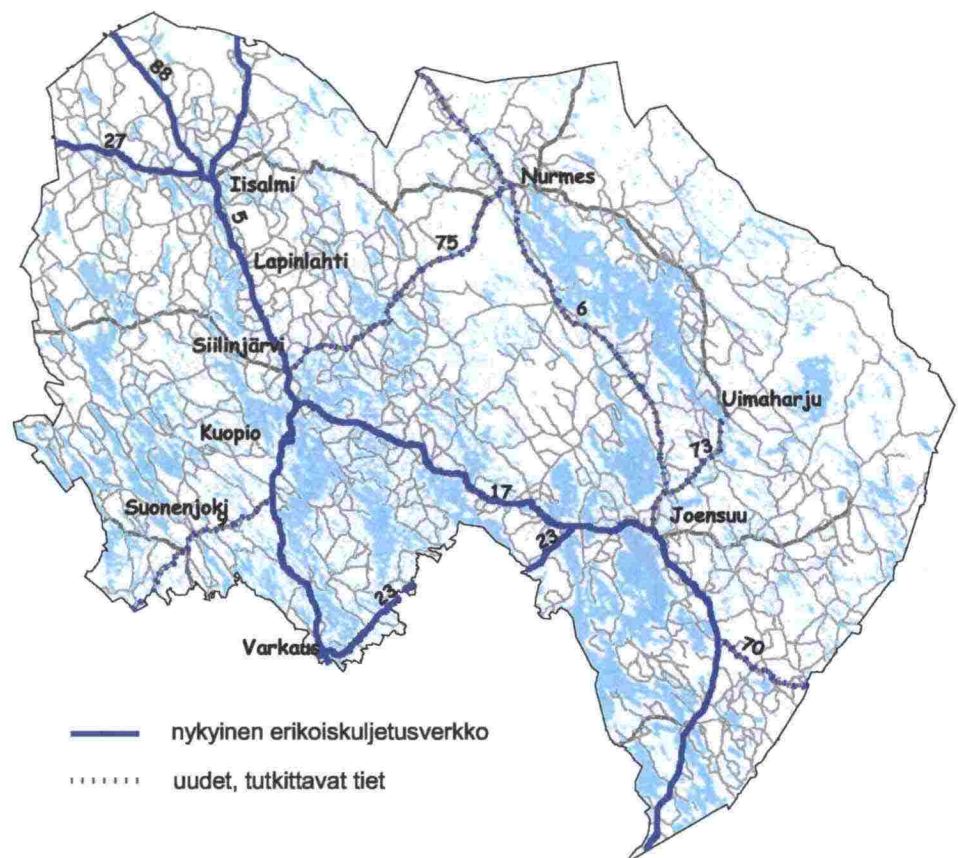 88
27
Iisalmi
Nurmes
5
75
Lapinlahti
6
Siilinjärvi
Uimaharju
Kuopio
73
17
Suonenjoki
Joensuu
23
23
Varkaus
70
nykyinen erikoiskuljetusverkko
uudet, tutkittavat tiet